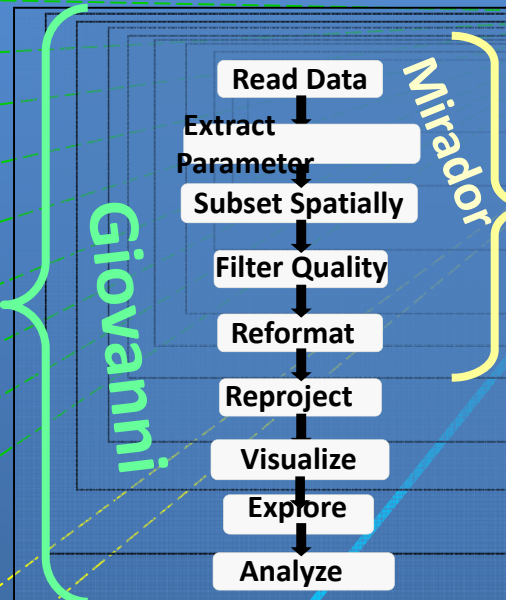 Read Data
Extract
Parameter
Subset Spatially
Filter Quality
Reformat
Reproject
Visualize
Explore
Analyze
Giovanni
Mirador